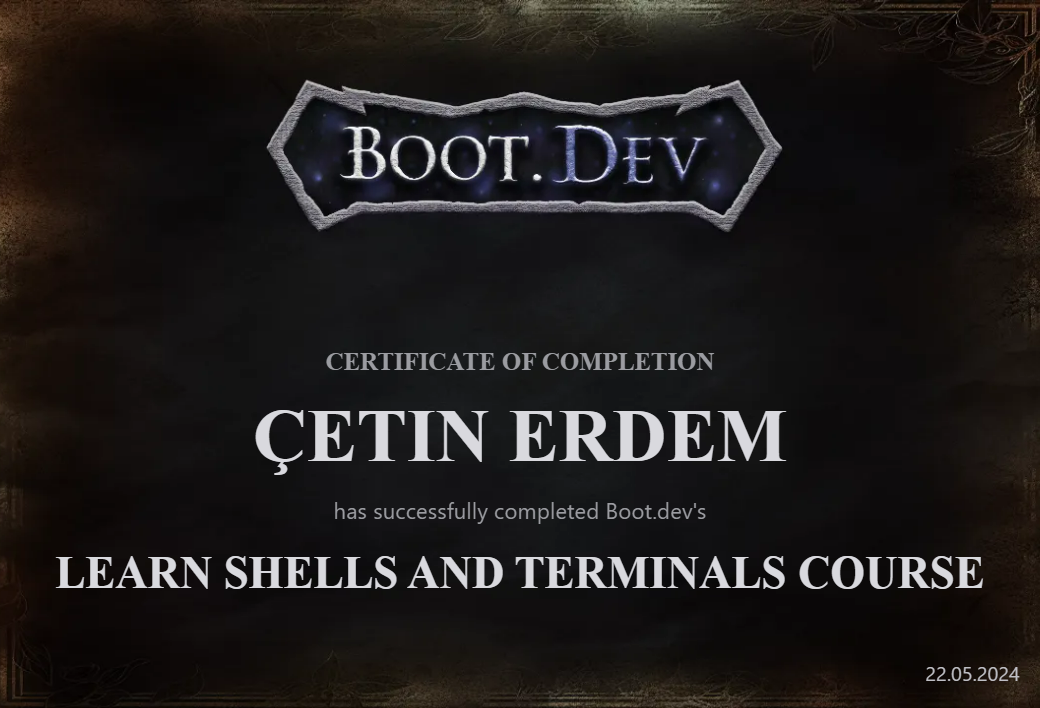 BOOT.DEV
CERTIFICATE OF COMPLETION
ÇETIN ERDEM
has successfully completed Boot.dev's
LEARN SHELLS AND TERMINALS COURSE
22.05.2024